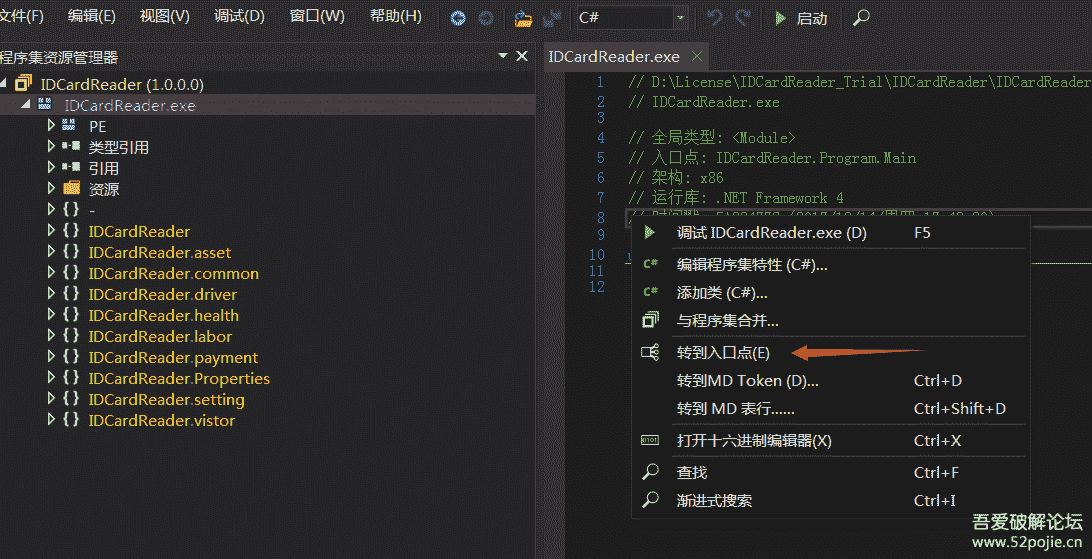 文件(F) 编辑(E) 视图(V) 调试(D) 窗口(W) 帮助(H) C# 启动
程序集资源管理器
IDCardReader (1.0.0.0)
IDCardReader.exe
PE
类型引用
引用
资源
{ } -
{ } IDCardReader
{ } IDCardReader.asset
{ } IDCardReader.common
{ } IDCardReader.driver
{ } IDCardReader.health
{ } IDCardReader.labor
{ } IDCardReader.payment
{ } IDCardReader.Properties
{ } IDCardReader.setting
{ } IDCardReader.vistor
IDCardReader.exe
1 // D:\License\IDCardReader_Trial\IDCardReader\IDCardReader
2 // IDCardReader.exe
3
4 // 全局类型: <Module>
5 // 入口点: IDCardReader.Program.Main
6 // 架构: x86
7 // 运行库: .NET Framework 4
8
9
10
11
12
调试 IDCardReader.exe (D) F5
C# 编辑程序集特性 (C#)...
C# 添加类 (C#)...
与程序集合并...
转到入口点(E)
转到MD Token (D)... Ctrl+D
转到 MD 表行...... Ctrl+Shift+D
打开十六进制编辑器(X) Ctrl+X
查找 Ctrl+F
渐进式搜索 Ctrl+I
吾爱破解论坛
www.52pojie.cn